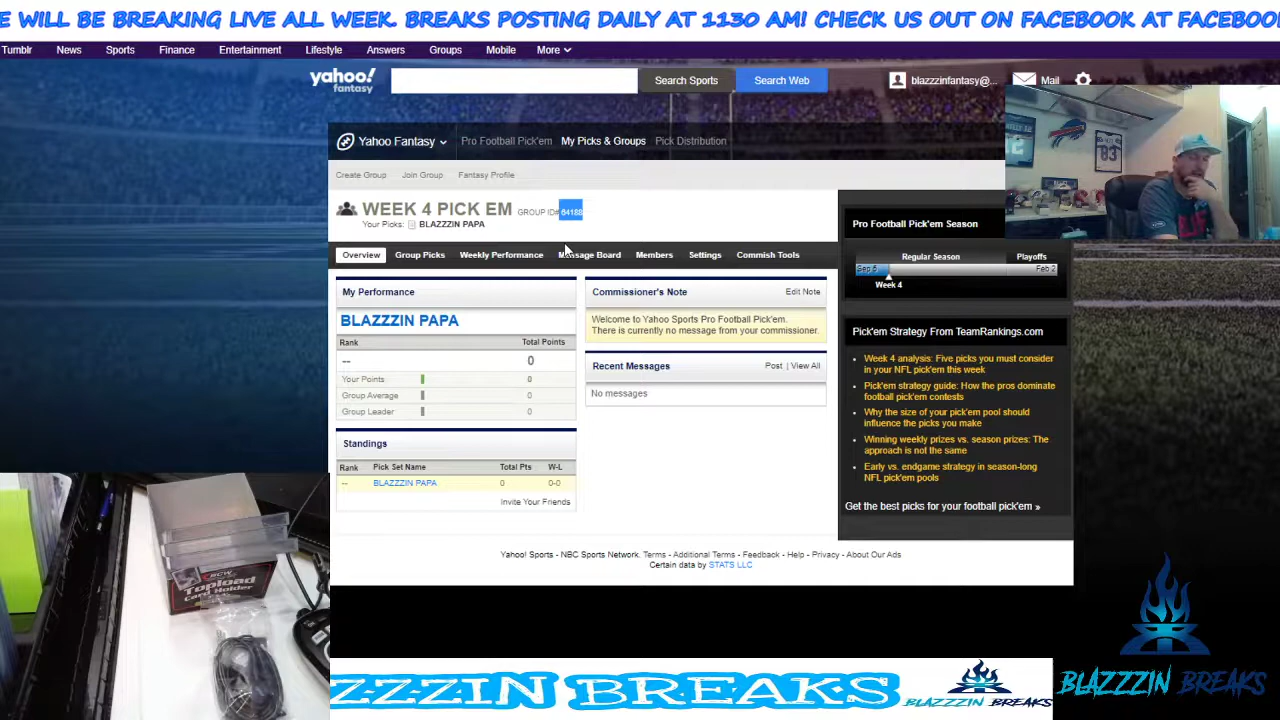 E WILL BE BREAKING LIVE ALL WEEK. BREAKS POSTING DAILY AT 1130 AM! CHECK US OUT ON FACEBOOK AT FACEBOO
Tumblr News Sports Finance Entertainment Lifestyle Answers Groups Mobile More
yahoo! fantasy Search Sports Search Web blazzzinfantasy@... Mail
Yahoo Fantasy Pro Football Pick'em My Picks & Groups Pick Distribution
Create Group Join Group Fantasy Profile
WEEK 4 PICK EM GROUP ID# 64188
Your Picks: BLAZZZIN PAPA
Overview Group Picks Weekly Performance Message Board Members Settings Commish Tools
My Performance
BLAZZZIN PAPA
Rank Total Points
-- 0
Your Points 0
Group Average 0
Group Leader 0
Standings
Rank Pick Set Name Total Pts W-L
-- BLAZZZIN PAPA 0 0-0
Invite Your Friends
Commissioner's Note Edit Note
Welcome to Yahoo Sports Pro Football Pick'em.
There is currently no message from your commissioner.
Recent Messages Post | View All
No messages
Pro Football Pick'em Season
Regular Season Playoffs
Sep 5 Feb 2
Week 4
Pick'em Strategy From TeamRankings.com
Week 4 analysis: Five picks you must consider
in your NFL pick'em this week
Pick'em strategy guide: How the pros dominate
football pick'em contests
Why the size of your pick'em pool should
influence the picks you make
Winning weekly prizes vs. season prizes: The
approach is not the same
Early vs. endgame strategy in season-long
NFL pick'em pools
Get the best picks for your football pick'em »
Yahoo! Sports - NBC Sports Network. Terms - Additional Terms - Feedback - Help - Privacy - About Our Ads
Certain data by STATS LLC
83
BCW
Topload
Card Holder
ZZZIN BREAKS
BLAZZZIN BREAKS
BLAZZZIN BREAKS